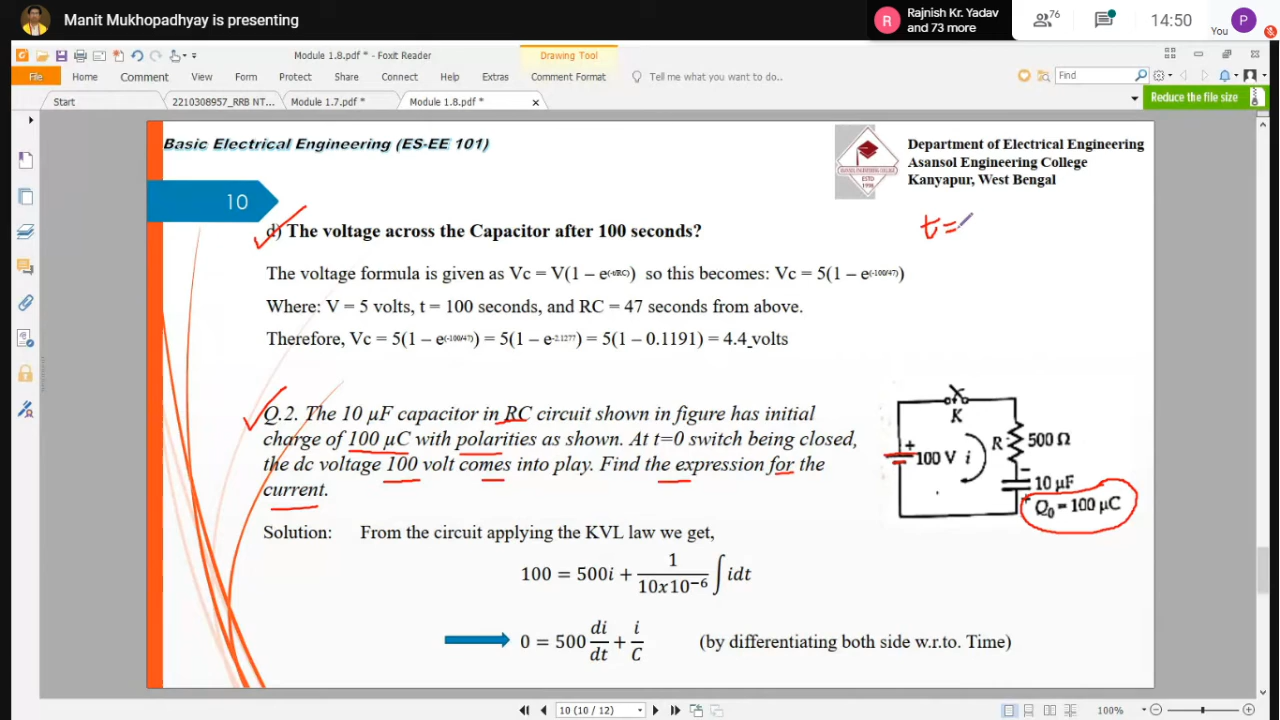 Manit Mukhopadhyay is presenting
R
Rajnish Kr. Yadav
and 73 more
76
14:50
You
P
Module 1.8.pdf * - Foxit Reader
Drawing Tool
File
Home
Comment
View
Form
Protect
Share
Connect
Help
Extras
Comment Format
Tell me what you want to do..
Find
Start
2210308957_RRB NT...
Module 1.7.pdf *
Module 1.8.pdf *
Reduce the file size
Basic Electrical Engineering (ES-EE 101)
Department of Electrical Engineering
Asansol Engineering College
Kanyapur, West Bengal
10
t=
d) The voltage across the Capacitor after 100 seconds?
The voltage formula is given as Vc = V(1 – e(-t/RC)) so this becomes: Vc = 5(1 – e(-100/47))
Where: V = 5 volts, t = 100 seconds, and RC = 47 seconds from above.
Therefore, Vc = 5(1 – e(-100/47)) = 5(1 – e-2.1277) = 5(1 – 0.1191) = 4.4 volts
Q.2. The 10 µF capacitor in RC circuit shown in figure has initial
charge of 100 µC with polarities as shown. At t=0 switch being closed,
the dc voltage 100 volt comes into play. Find the expression for the
current.
K
R
500 Ω
+
100 V
i
–
10 µF
+
Q0 = 100 µC
Solution: From the circuit applying the KVL law we get,
100 = 500i + 1/10x10−6 ∫ idt
0 = 500 di/dt + i/C (by differentiating both side w.r.to. Time)
10 (10 / 12)
100%